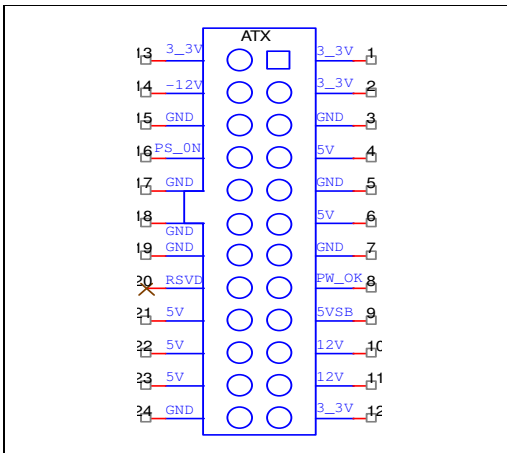 ATX
13 3_3V 3_3V 1
14 -12V 3_3V 2
15 GND GND 3
16 PS_0N 5V 4
17 GND GND 5
18 GND 5V 6
19 GND GND 7
20 RSVD PW_OK 8
21 5V 5VSB 9
22 5V 12V 10
23 5V 12V 11
24 GND 3_3V 12